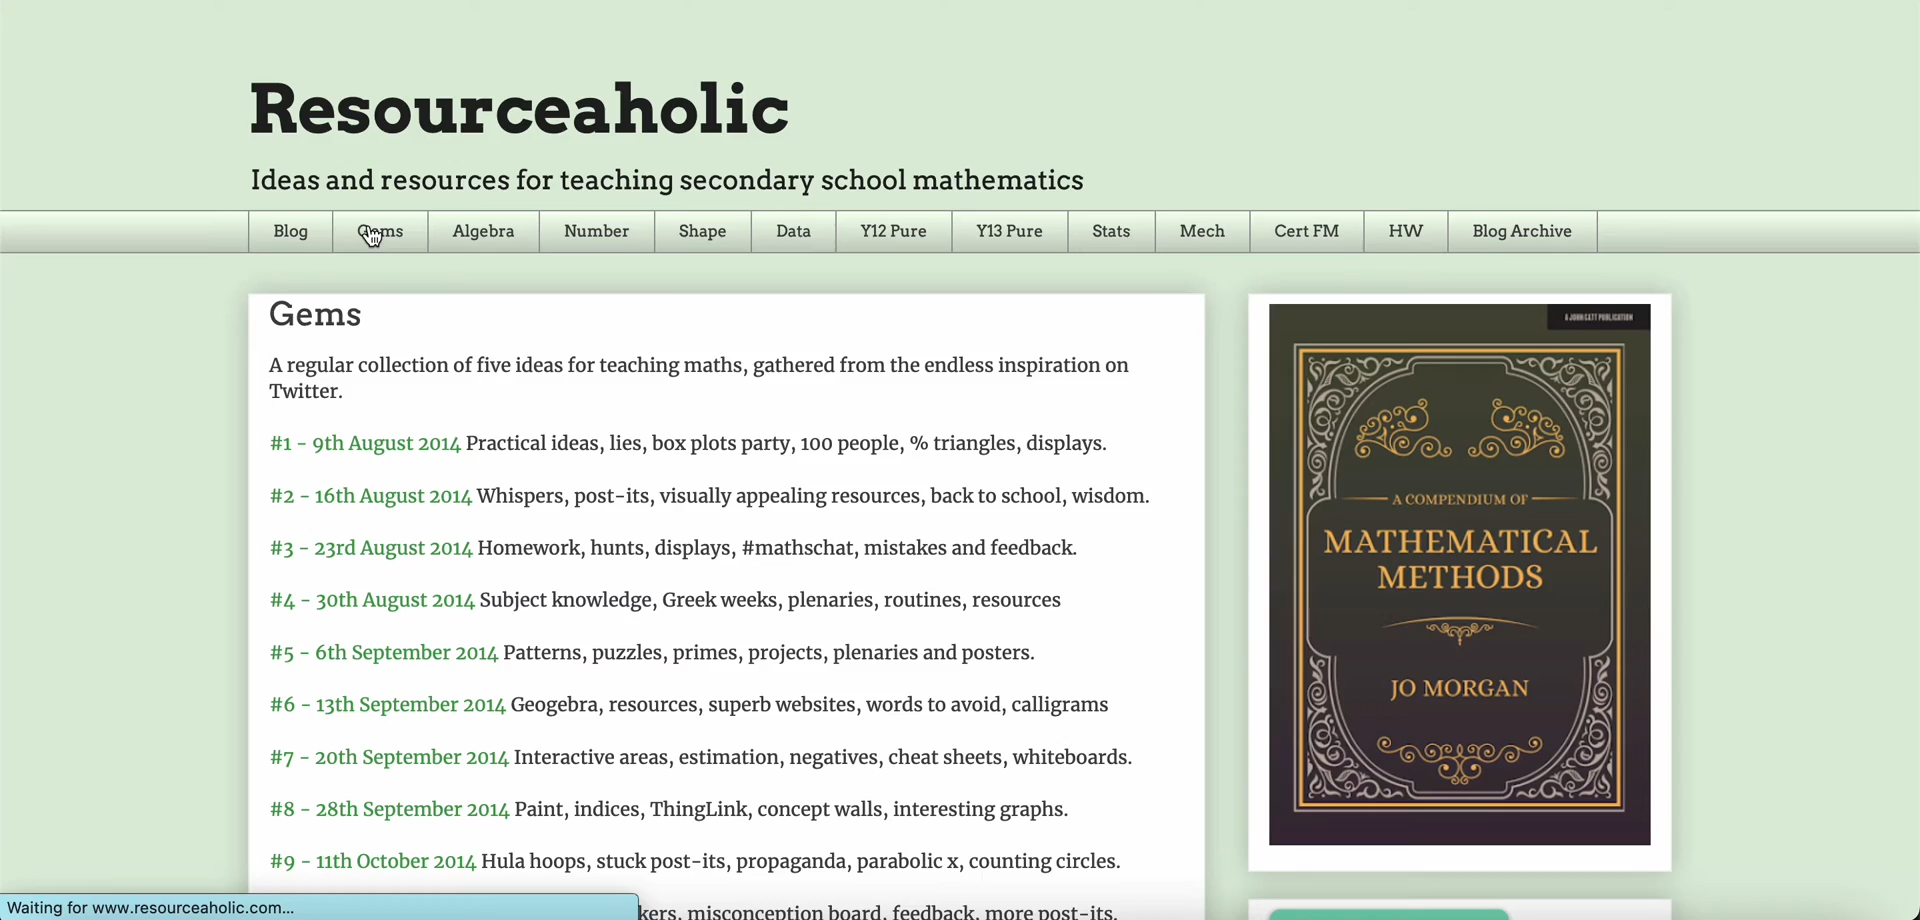 Resourceaholic
Ideas and resources for teaching secondary school mathematics
Blog Gems Algebra Number Shape Data Y12 Pure Y13 Pure Stats Mech Cert FM HW Blog Archive
Gems
A regular collection of five ideas for teaching maths, gathered from the endless inspiration on
Twitter.
#1 - 9th August 2014 Practical ideas, lies, box plots party, 100 people, % triangles, displays.
#2 - 16th August 2014 Whispers, post-its, visually appealing resources, back to school, wisdom.
#3 - 23rd August 2014 Homework, hunts, displays, #mathschat, mistakes and feedback.
#4 - 30th August 2014 Subject knowledge, Greek weeks, plenaries, routines, resources
#5 - 6th September 2014 Patterns, puzzles, primes, projects, plenaries and posters.
#6 - 13th September 2014 Geogebra, resources, superb websites, words to avoid, calligrams
#7 - 20th September 2014 Interactive areas, estimation, negatives, cheat sheets, whiteboards.
#8 - 28th September 2014 Paint, indices, ThingLink, concept walls, interesting graphs.
#9 - 11th October 2014 Hula hoops, stuck post-its, propaganda, parabolic x, counting circles.
misconception board, feedback, more post-its.
A JOHN CATT PUBLICATION
A COMPENDIUM OF
MATHEMATICAL
METHODS
JO MORGAN
Waiting for www.resourceaholic.com...